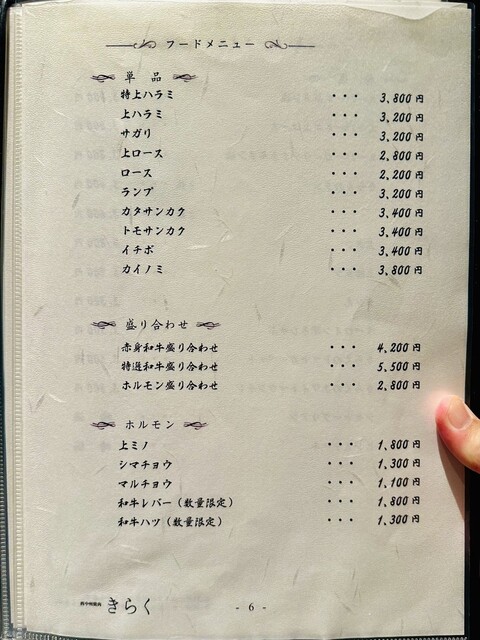 フードメニュー
単品
特上ハラミ ・・・ 3,800円
上ハラミ ・・・ 3,200円
サガリ ・・・ 3,200円
上ロース ・・・ 2,800円
ロース ・・・ 2,200円
ランプ ・・・ 3,200円
カタサンカク ・・・ 3,400円
トモサンカク ・・・ 3,400円
イチボ ・・・ 3,400円
カイノミ ・・・ 3,800円
盛り合わせ
赤身和牛盛り合わせ ・・・ 4,200円
特選和牛盛り合わせ ・・・ 5,500円
ホルモン盛り合わせ ・・・ 2,800円
ホルモン
上ミノ ・・・ 1,800円
シマチョウ ・・・ 1,300円
マルチョウ ・・・ 1,100円
和牛レバー（数量限定） ・・・ 1,800円
和牛ハツ（数量限定） ・・・ 1,300円
きらく
- 6 -